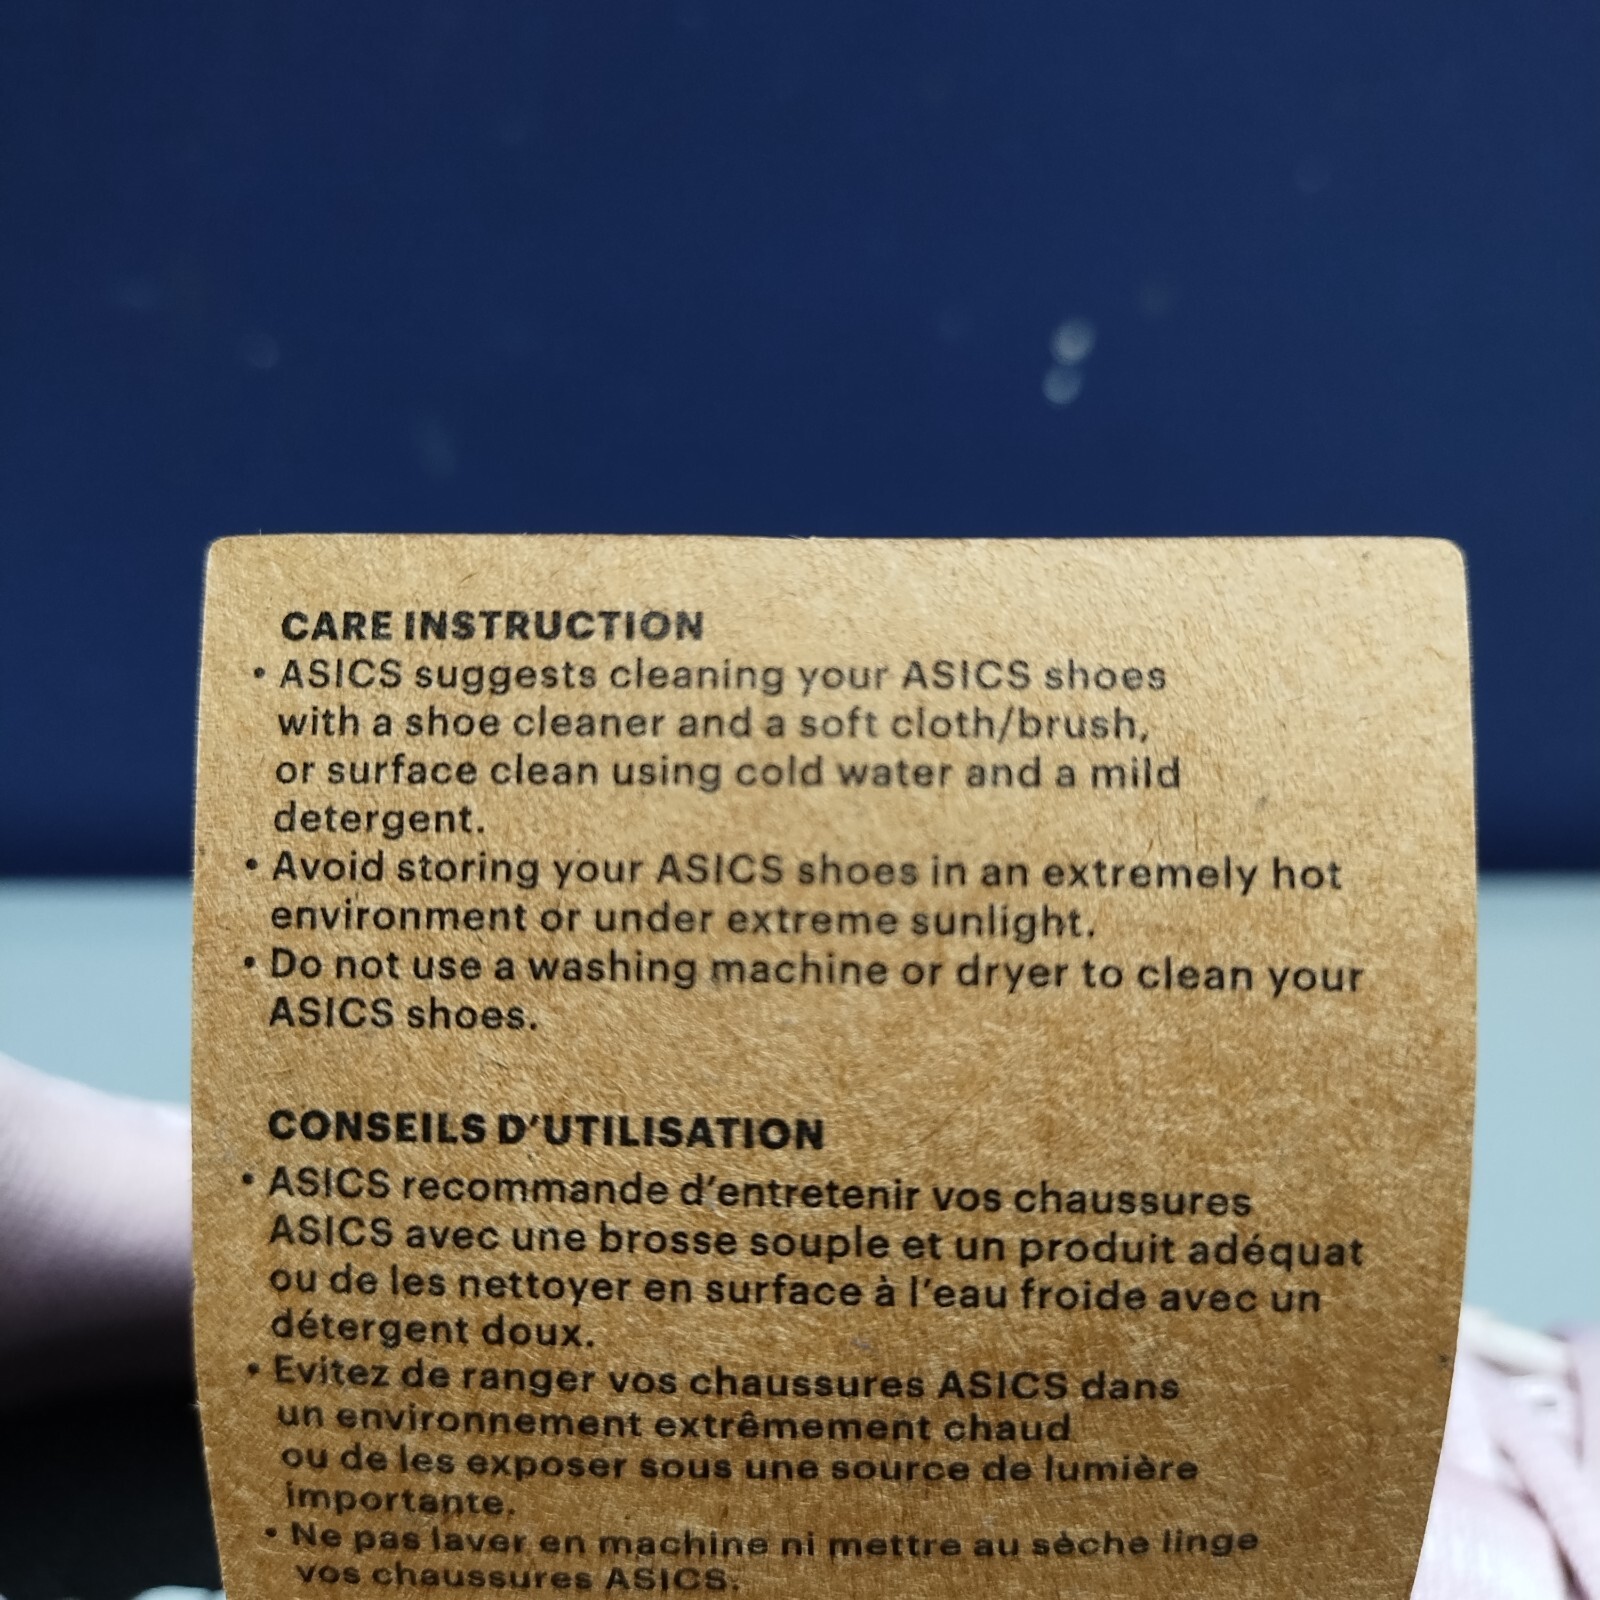 CARE INSTRUCTION
• ASICS suggests cleaning your ASICS shoes
with a shoe cleaner and a soft cloth/brush,
or surface clean using cold water and a mild
detergent.
• Avoid storing your ASICS shoes in an extremely hot
environment or under extreme sunlight.
• Do not use a washing machine or dryer to clean your
ASICS shoes.
CONSEILS D'UTILISATION
• ASICS recommande d'entretenir vos chaussures
ASICS avec une brosse souple et un produit adéquat
ou de les nettoyer en surface à l'eau froide avec un
détergent doux.
• Evitez de ranger vos chaussures ASICS dans
un environnement extrêmement chaud
ou de les exposer sous une source de lumière
importante.
• Ne pas laver en machine ni mettre au sèche linge
vos chaussures ASICS.